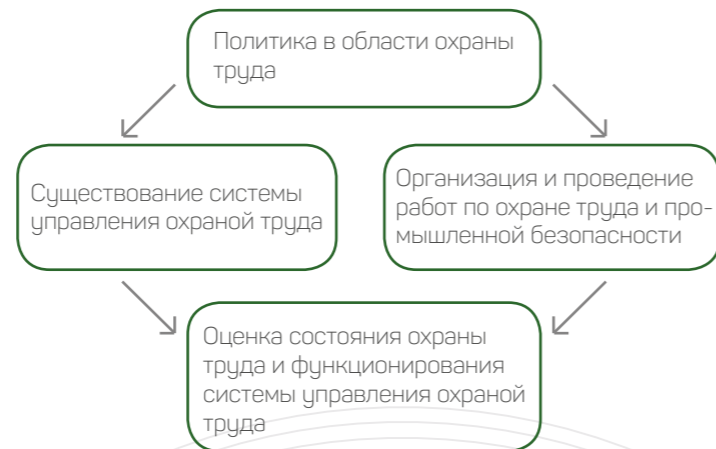 Политика в области охраны
труда
Существование системы
управления охраной труда
Организация и проведение
работ по охране труда и про-
мышленной безопасности
Оценка состояния охраны
труда и функционирования
системы управления охраной
труда